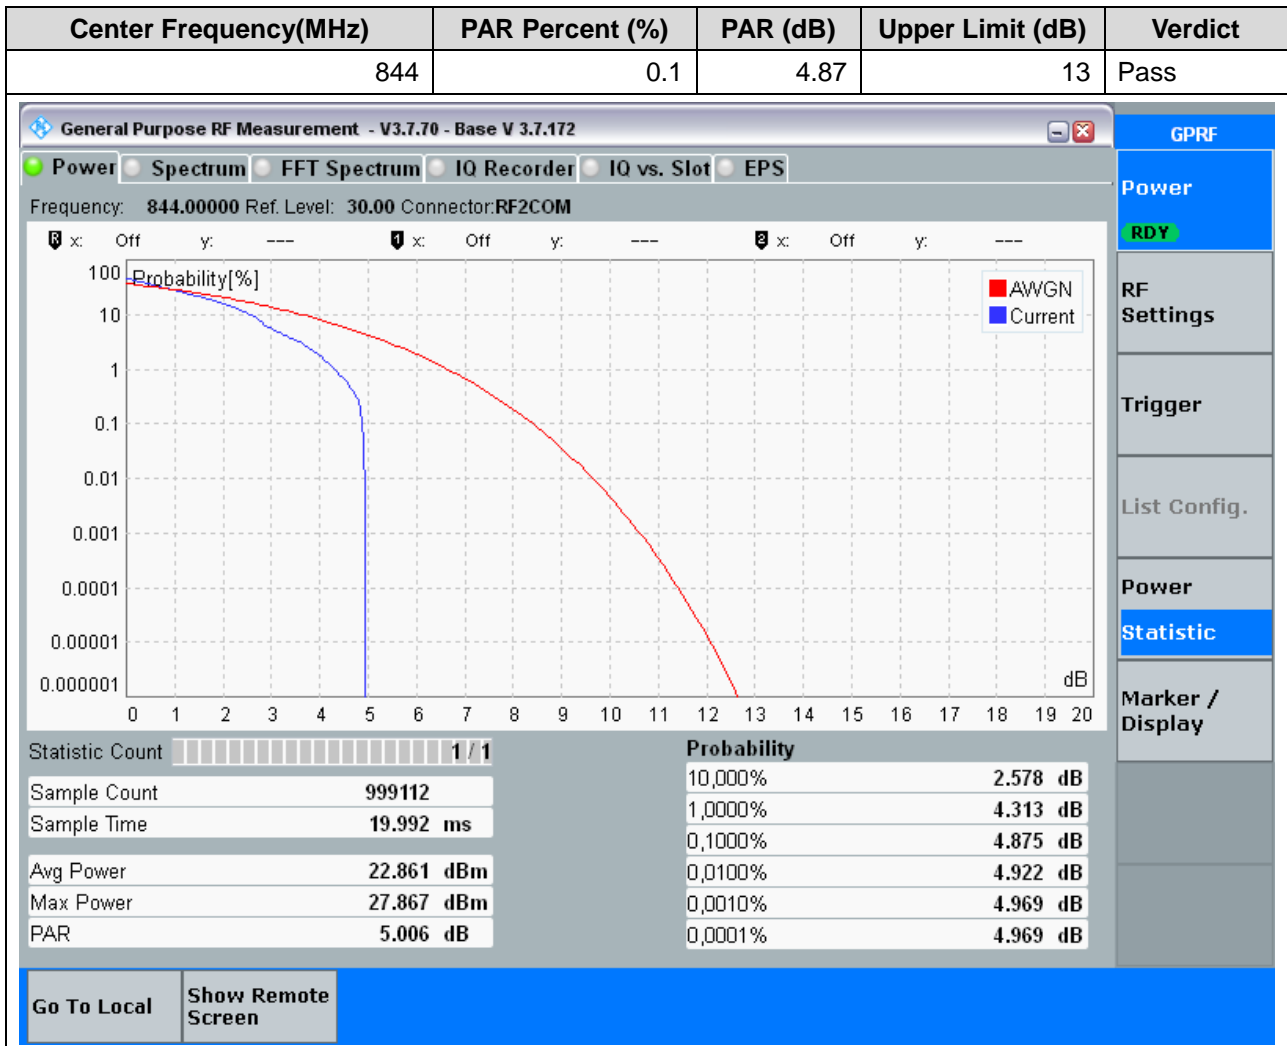 Center Frequency(MHz) PAR Percent (%) PAR (dB) Upper Limit (dB) Verdict
844 0.1 4.87 13 Pass
General Purpose RF Measurement - V3.7.70 - Base V 3.7.172
GPRF
Power Spectrum FFT Spectrum IQ Recorder IQ vs. Slot EPS
Frequency: 844.00000 Ref. Level: 30.00 Connector:RF2COM
Power
RDY
R x: Off y: --- 1 x: Off y: --- 2 x: Off y: ---
Probability[%]
AWGN
Current
100
10
1
0.1
0.01
0.001
0.0001
0.00001
0.000001
dB
0 1 2 3 4 5 6 7 8 9 10 11 12 13 14 15 16 17 18 19 20
RF
Settings
Trigger
List Config.
Power
Statistic
Marker /
Display
Statistic Count 1 / 1
Sample Count 999112
Sample Time 19.992 ms
Avg Power 22.861 dBm
Max Power 27.867 dBm
PAR 5.006 dB
Probability
10,000% 2.578 dB
1,0000% 4.313 dB
0,1000% 4.875 dB
0,0100% 4.922 dB
0,0010% 4.969 dB
0,0001% 4.969 dB
Go To Local
Show Remote
Screen